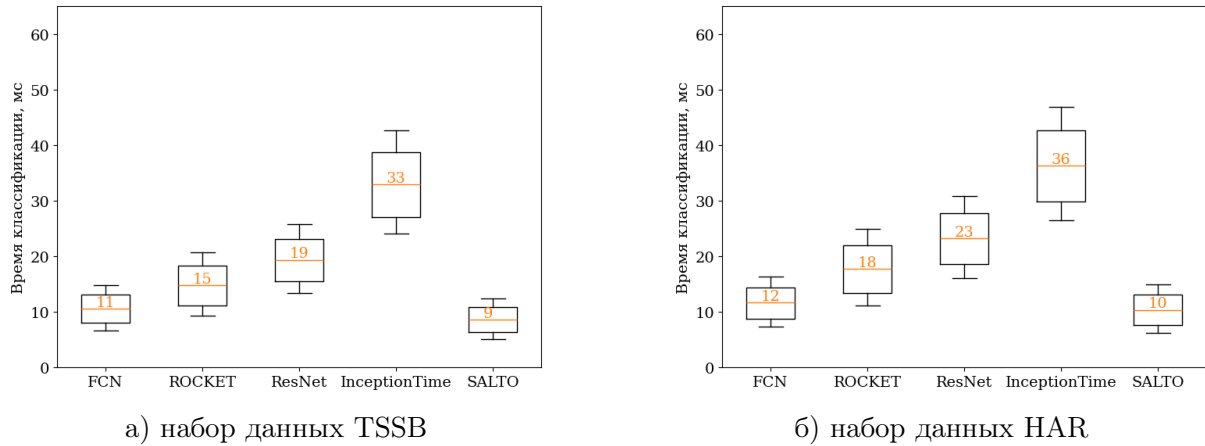 60
50
40
30
20
10
0
Время классификации, мс
11
15
19
33
9
FCN
ROCKET
ResNet
InceptionTime
SALTO
а) набор данных TSSB
60
50
40
30
20
10
0
Время классификации, мс
12
18
23
36
10
FCN
ROCKET
ResNet
InceptionTime
SALTO
б) набор данных HAR